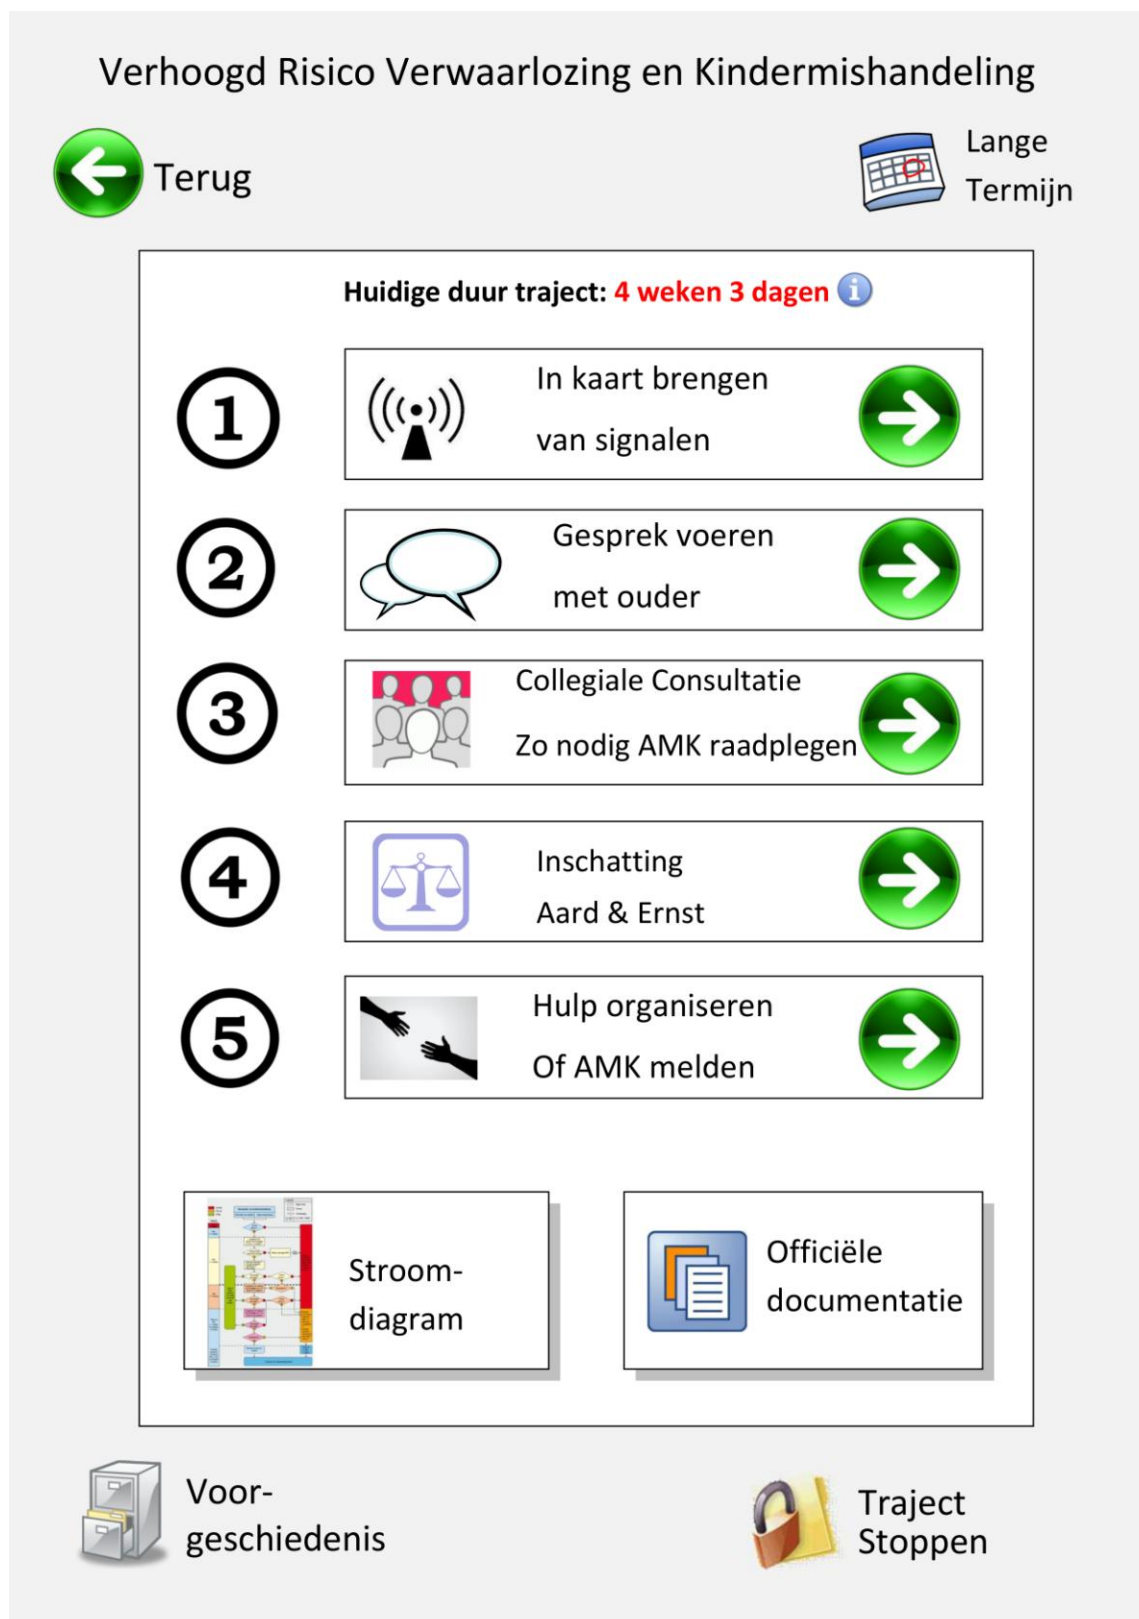 Verhoogd Risico Verwaarlozing en Kindermishandeling
Terug
Lange
Termijn
Huidige duur traject: 4 weken 3 dagen
1
In kaart brengen
van signalen
2
Gesprek voeren
met ouder
3
Collegiale Consultatie
Zo nodig AMK raadplegen
4
Inschatting
Aard & Ernst
5
Hulp organiseren
Of AMK melden
Stroom-
diagram
Officiële
documentatie
Voor-
geschiedenis
Traject
Stoppen